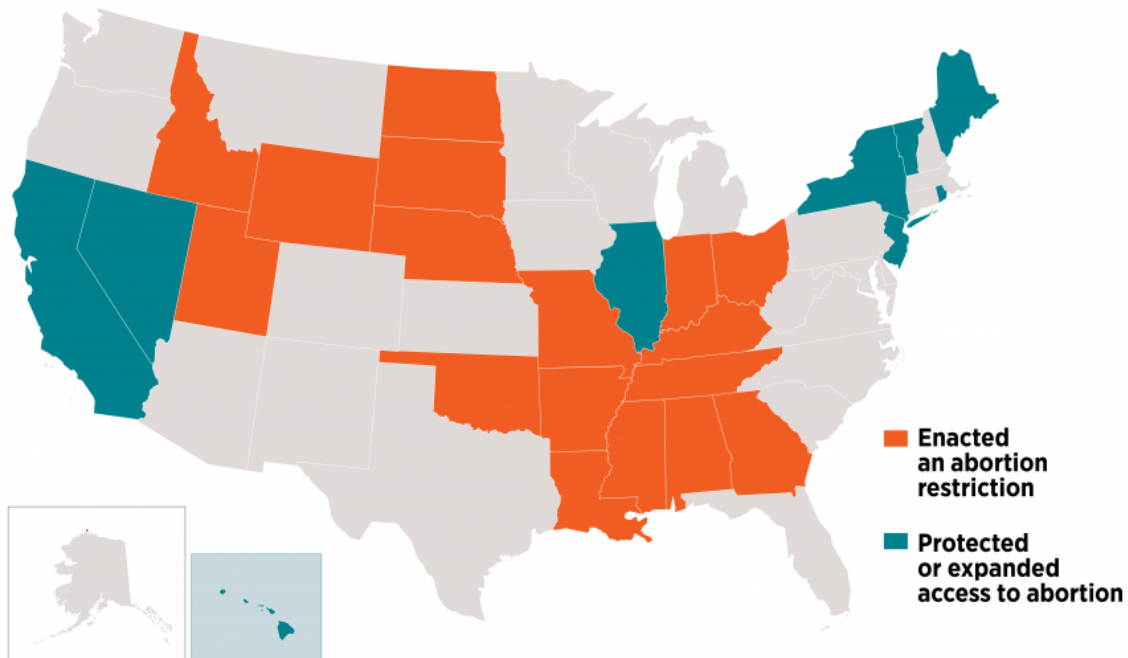 Enacted
an abortion
restriction
Protected
or expanded
access to abortion